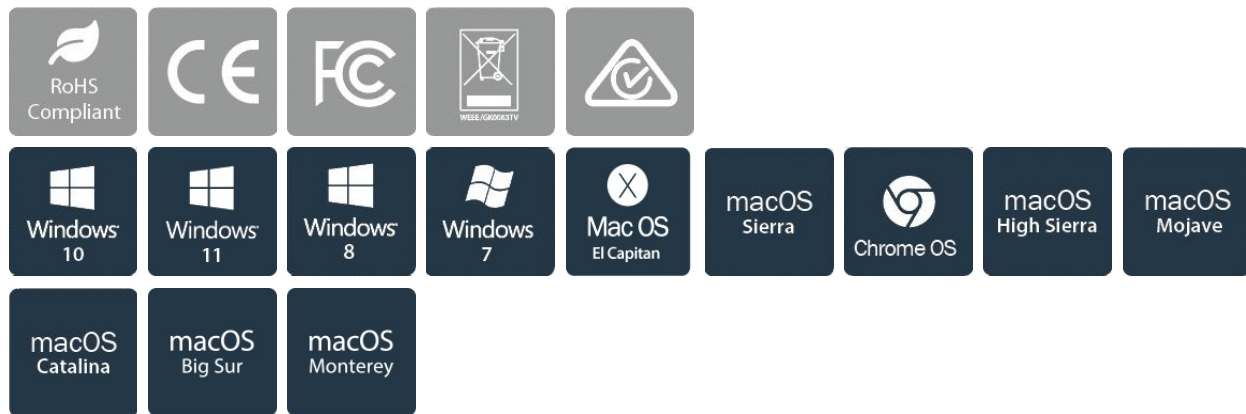 RoHS
Compliant
CE
FC
WEEE/GK0083TV
Windows
10
Windows
11
Windows
8
Windows
7
X
Mac OS
El Capitan
macOS
Sierra
Chrome OS
macOS
High Sierra
macOS
Mojave
macOS
Catalina
macOS
Big Sur
macOS
Monterey